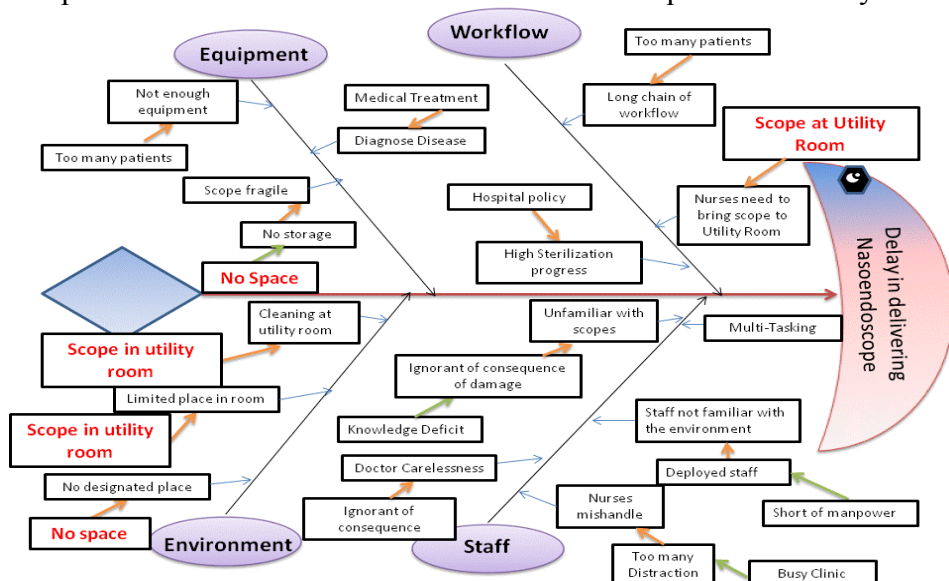 Equipment
Workflow
Too many patients
Not enough
equipment
Medical Treatment
Long chain of
workflow
Scope at Utility
Room
Too many patients
Diagnose Disease
Scope fragile
Hospital policy
Nurses need to
bring scope to
Utility Room
No storage
High Sterilization
progress
No Space
Delay in delivering
Nasoendoscope
Cleaning at
utility room
Unfamiliar with
scopes
Multi-Tasking
Scope in utility
room
Ignorant of consequence
of damage
Limited place in room
Scope in utility
room
Knowledge Deficit
Staff not familiar with
the environment
No designated place
Doctor Carelessness
Deployed staff
No space
Ignorant of
consequence
Nurses
mishandle
Short of manpower
Environment
Staff
Too many
Distraction
Busy Clinic